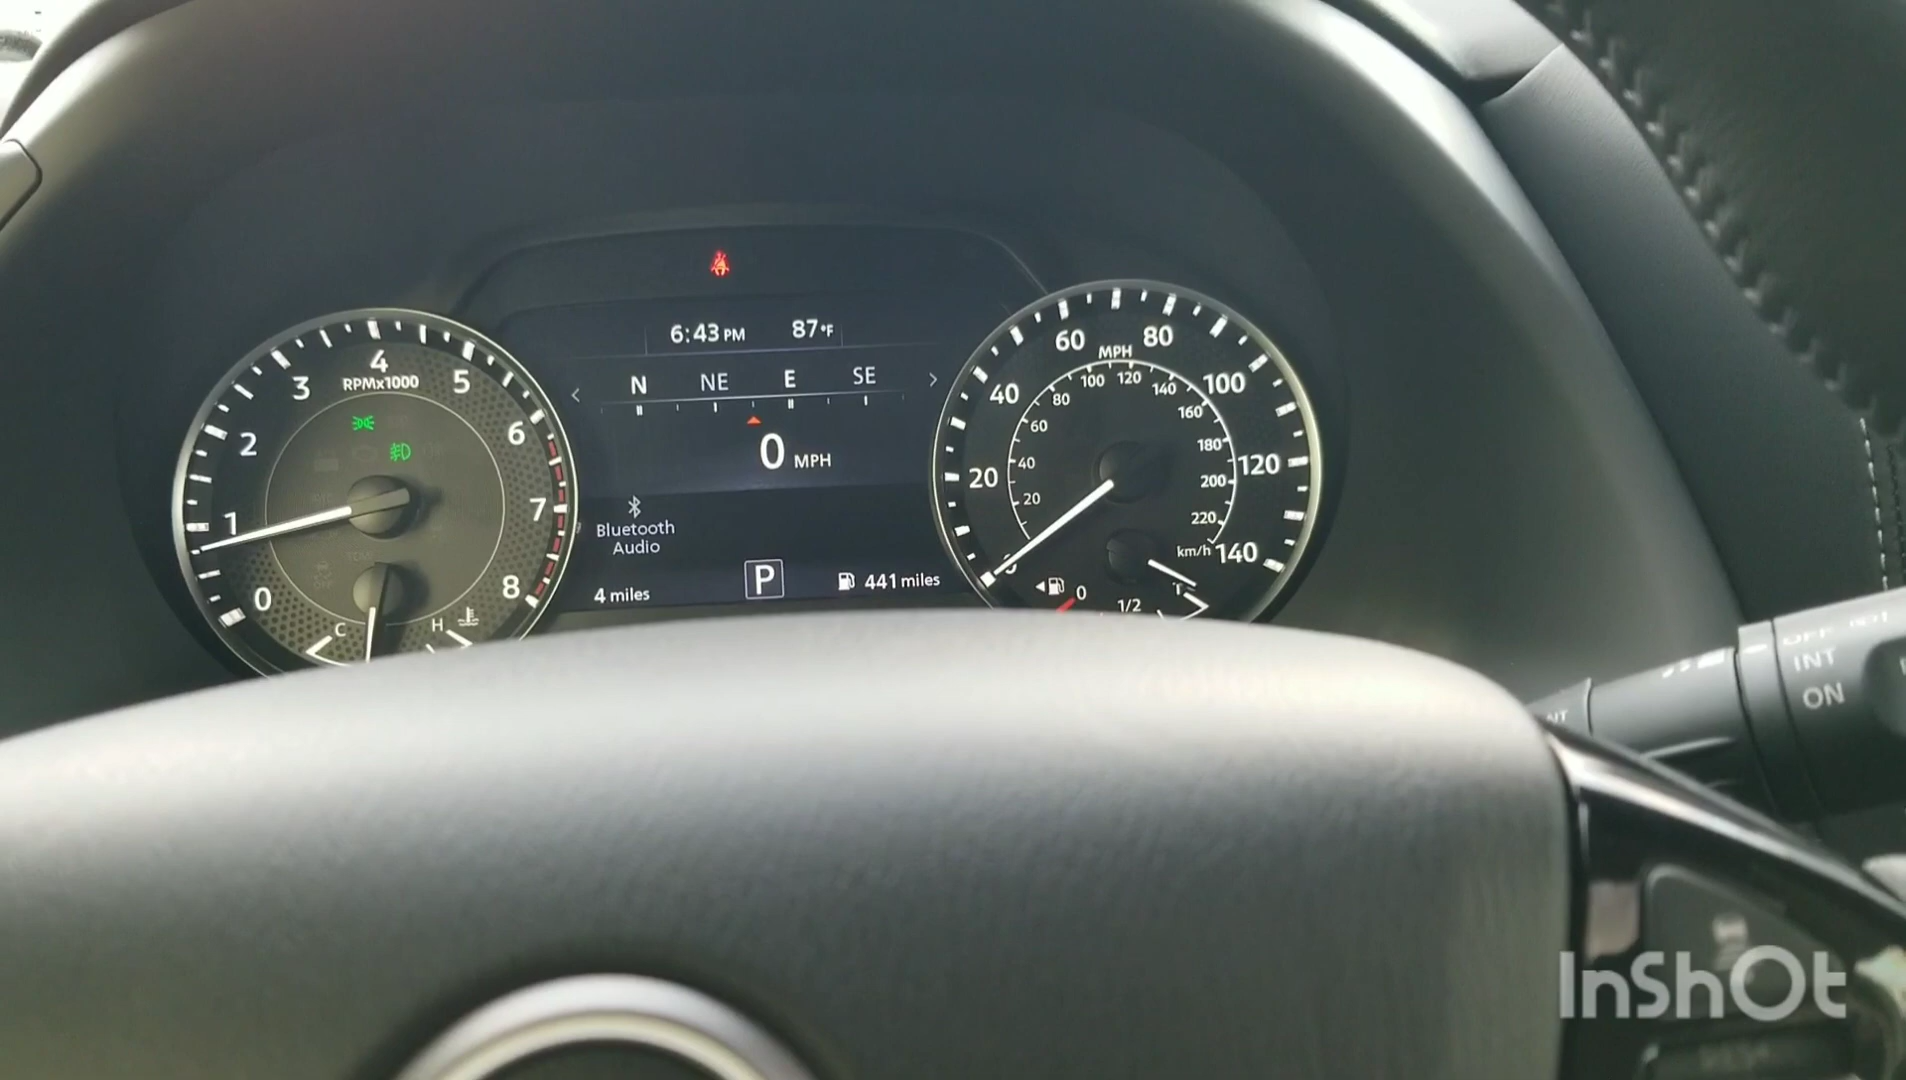 6:43 PM 87°F
N NE E SE
0 MPH
Bluetooth
Audio
4 miles P 441 miles
0 1 2 3 4 5 6 7 8
RPMx1000
C H
0 20 40 60 80 100 120 140
MPH
20 40 60 80 100 120 140 160 180 200 220
km/h
0 1/2
OFF
INT
ON
InShOt